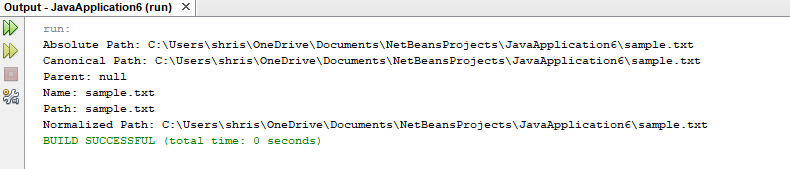 Output - JavaApplication6 (run) ×
run:
Absolute Path: C:\Users\shris\OneDrive\Documents\NetBeansProjects\JavaApplication6\sample.txt
Canonical Path: C:\Users\shris\OneDrive\Documents\NetBeansProjects\JavaApplication6\sample.txt
Parent: null
Name: sample.txt
Path: sample.txt
Normalized Path: C:\Users\shris\OneDrive\Documents\NetBeansProjects\JavaApplication6\sample.txt
BUILD SUCCESSFUL (total time: 0 seconds)